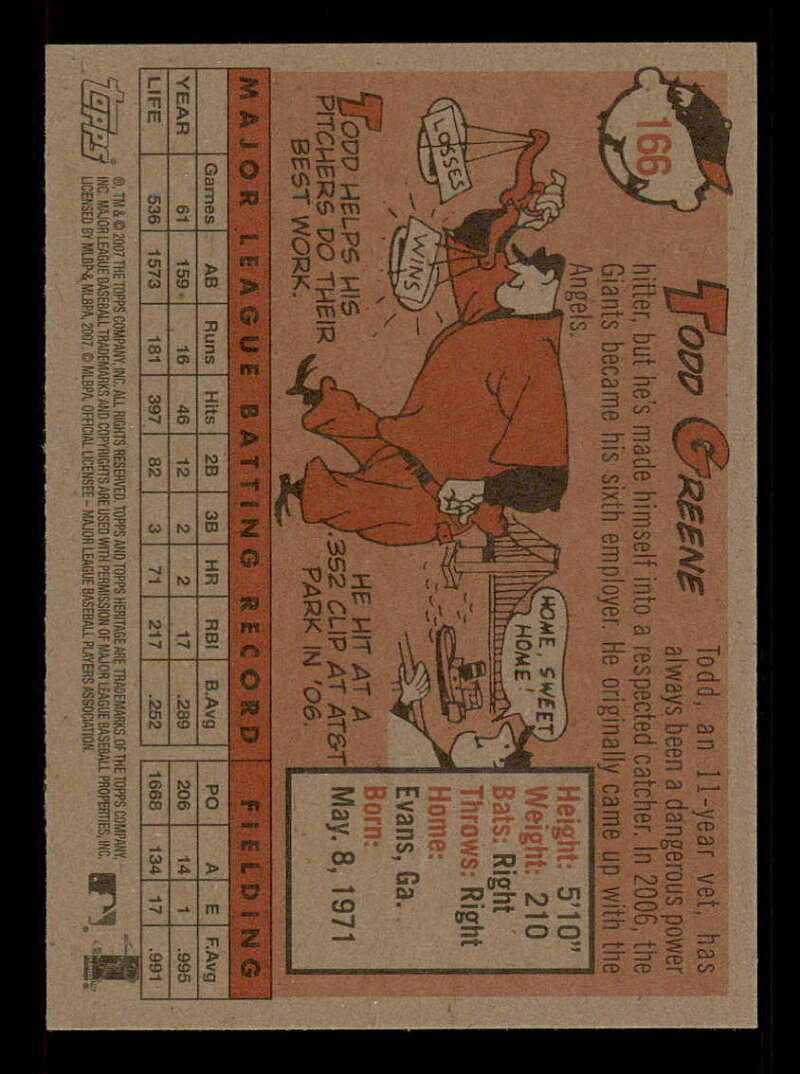 166
TODD GREENE
Todd, an 11-year vet, has
always been a dangerous power
hitter, but he's made himself into a respected catcher. In 2006, the
Giants became his sixth employer. He originally came up with the
Angels.
LOSSES
WINS
TODD HELPS HIS
PITCHERS DO THEIR
BEST WORK.
HOME, SWEET
HOME!
HE HIT AT A
.352 CLIP AT AT&T
PARK IN '06.
Height: 5'10"
Weight: 210
Bats: Right
Throws: Right
Home:
Evans, Ga.
Born:
May. 8, 1971
MAJOR LEAGUE BATTING RECORD FIELDING
Games AB Runs Hits 2B 3B HR RBI B.Avg PO A E F.Avg
YEAR 61 159 16 46 12 2 2 17 .289 206 14 1 .995
LIFE 536 1573 181 397 82 3 71 217 .252 1668 134 17 .991
TOPPS®
®, TM & © 2007 THE TOPPS COMPANY, INC. ALL RIGHTS RESERVED. TOPPS AND TOPPS HERITAGE ARE TRADEMARKS OF THE TOPPS COMPANY,
INC. MAJOR LEAGUE BASEBALL TRADEMARKS AND COPYRIGHTS ARE USED WITH PERMISSION OF MAJOR LEAGUE BASEBALL PROPERTIES, INC.
LICENSED BY MLBP & MLBPA, 2007. © MLBPA, OFFICIAL LICENSEE – MAJOR LEAGUE BASEBALL PLAYERS ASSOCIATION.